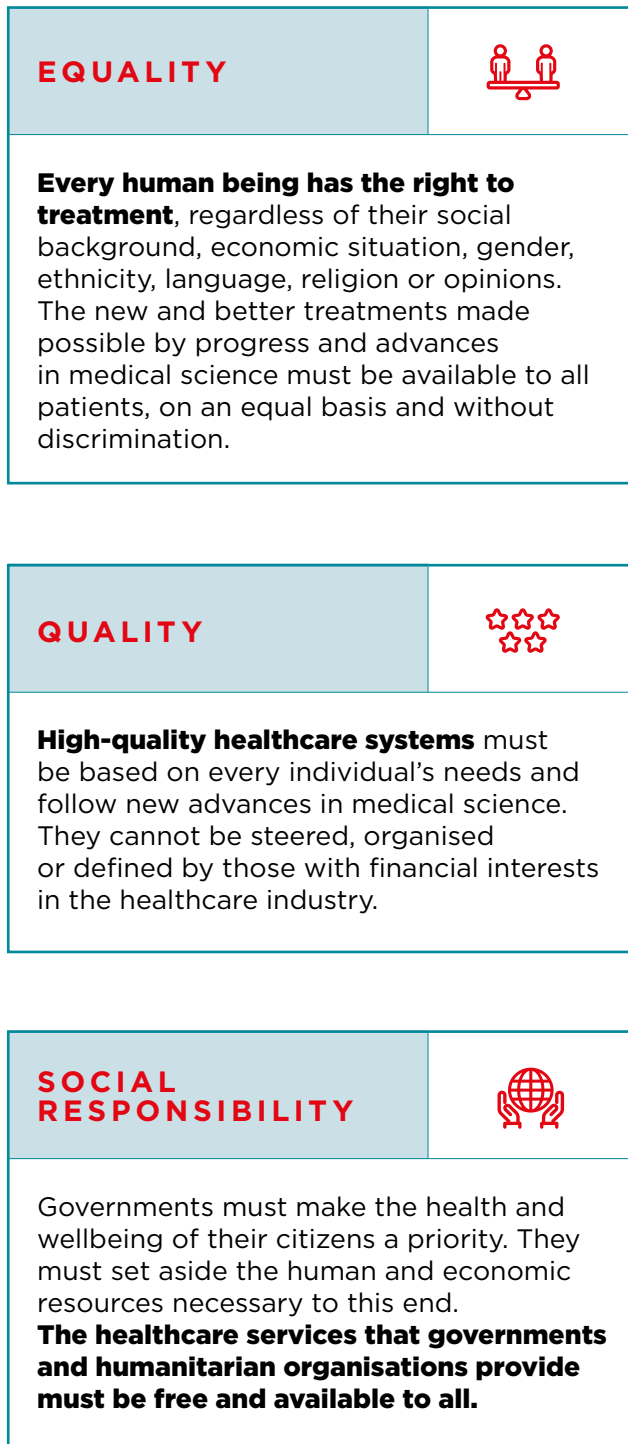 EQUALITY
Every human being has the right to
treatment, regardless of their social
background, economic situation, gender,
ethnicity, language, religion or opinions.
The new and better treatments made
possible by progress and advances
in medical science must be available to all
patients, on an equal basis and without
discrimination.
QUALITY
High-quality healthcare systems must
be based on every individual’s needs and
follow new advances in medical science.
They cannot be steered, organised
or defined by those with financial interests
in the healthcare industry.
SOCIAL
RESPONSIBILITY
Governments must make the health and
wellbeing of their citizens a priority. They
must set aside the human and economic
resources necessary to this end.
The healthcare services that governments
and humanitarian organisations provide
must be free and available to all.